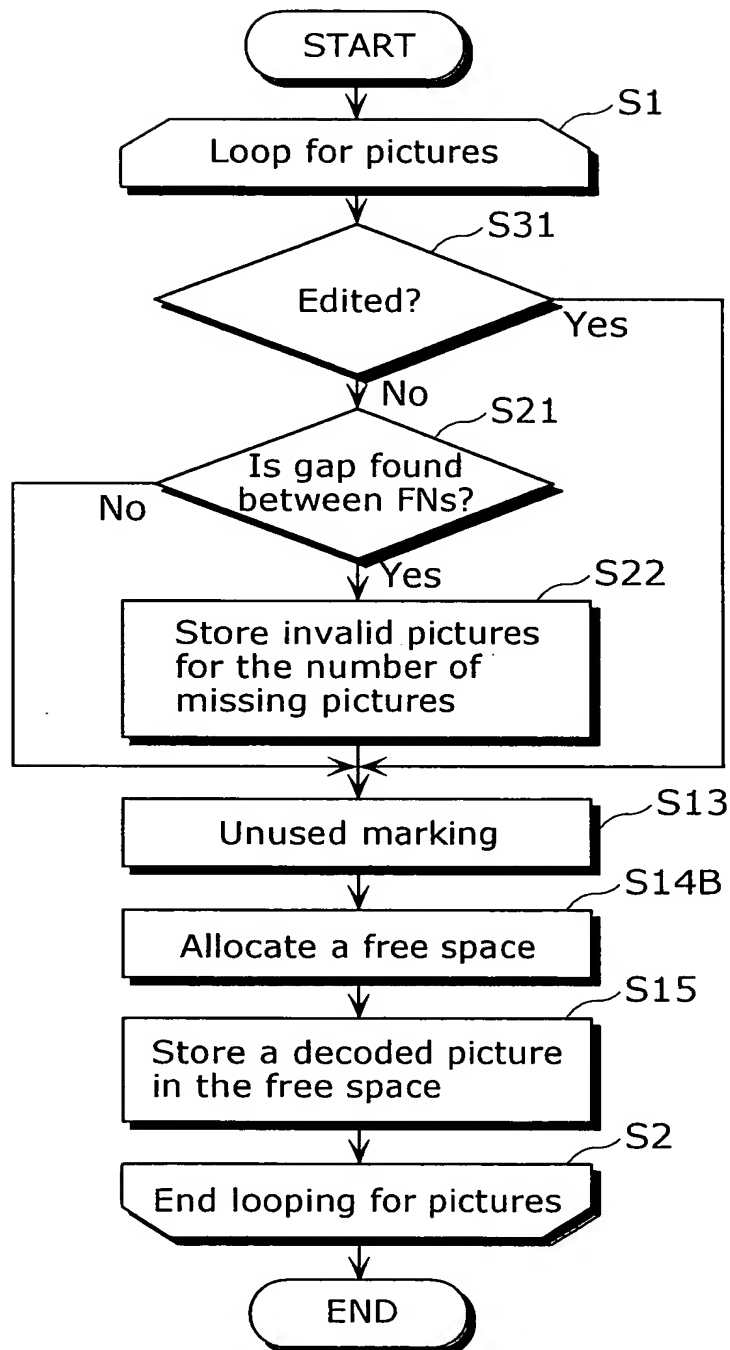 START
S1
Loop for pictures
S31
Edited?
Yes
No
S21
Is gap found
between FNs?
No
Yes
S22
Store invalid pictures
for the number of
missing pictures
S13
Unused marking
S14B
Allocate a free space
S15
Store a decoded picture
in the free space
S2
End looping for pictures
END